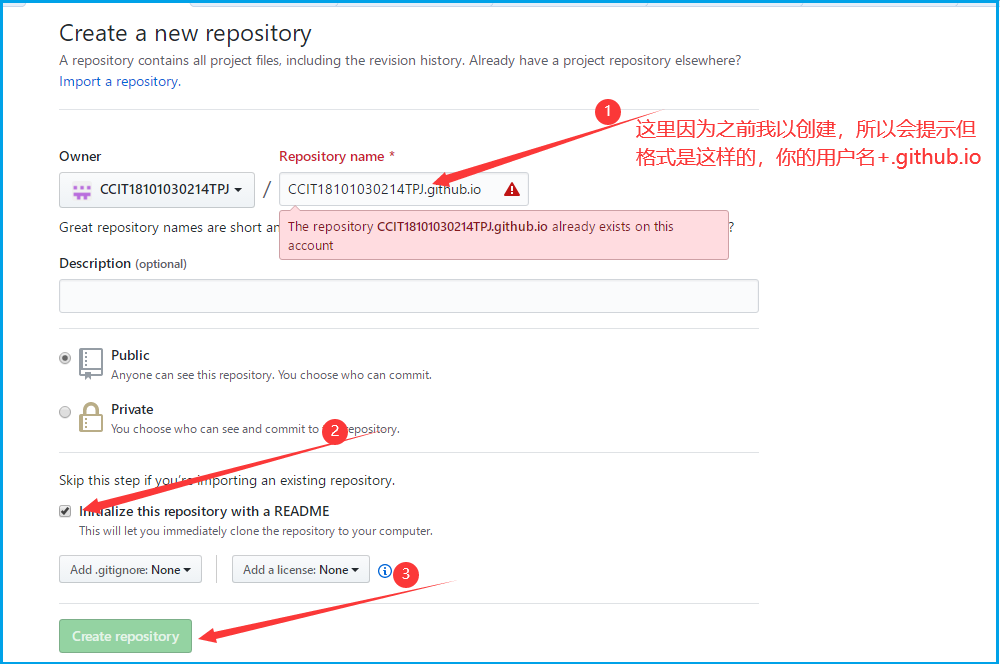 Create a new repository
A repository contains all project files, including the revision history. Already have a project repository elsewhere?
Import a repository.
1
这里因为之前我以创建，所以会提示但
格式是这样的，你的用户名+.github.io
Owner
Repository name *
CCIT18101030214TPJ
/
CCIT18101030214TPJ.github.io
Great repository names are short an
?
The repository CCIT18101030214TPJ.github.io already exists on this
account
Description (optional)
Public
Anyone can see this repository. You choose who can commit.
Private
You choose who can see and commit to repository.
2
Skip this step if you're importing an existing repository.
Initialize this repository with a README
This will let you immediately clone the repository to your computer.
Add .gitignore: None
Add a license: None
3
Create repository